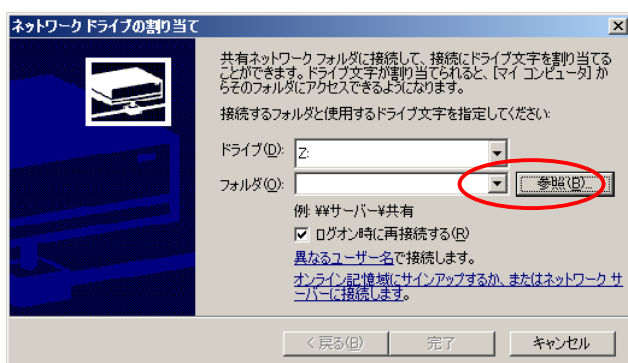 ネットワーク ドライブの割り当て
共有ネットワーク フォルダに接続して、接続にドライブ文字を割り当てる
ことができます。ドライブ文字が割り当てられると、[マイ コンピュータ] か
らそのフォルダにアクセスできるようになります。
接続するフォルダと使用するドライブ文字を指定してください:
ドライブ(D): Z:
フォルダ(O): 参照(B)...
例: ¥¥サーバー¥共有
ログオン時に再接続する(R)
異なるユーザー名で接続します。
オンライン記憶域にサインアップするか、またはネットワーク サ
ーバーに接続します。
< 戻る(B) 完了 キャンセル